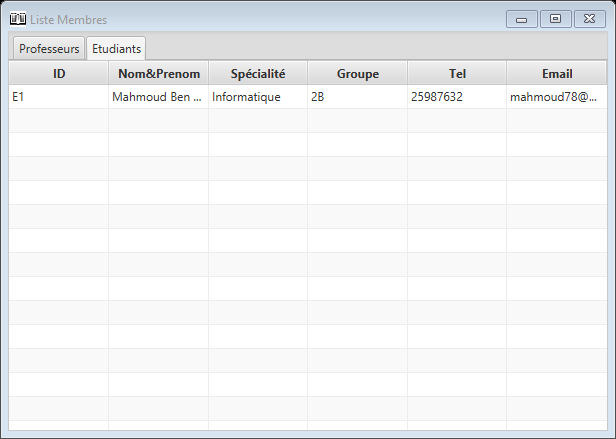 Liste Membres
Professeurs Etudiants
ID Nom&Prenom Spécialité Groupe Tel Email
E1 Mahmoud Ben ... Informatique 2B 25987632 mahmoud78@...